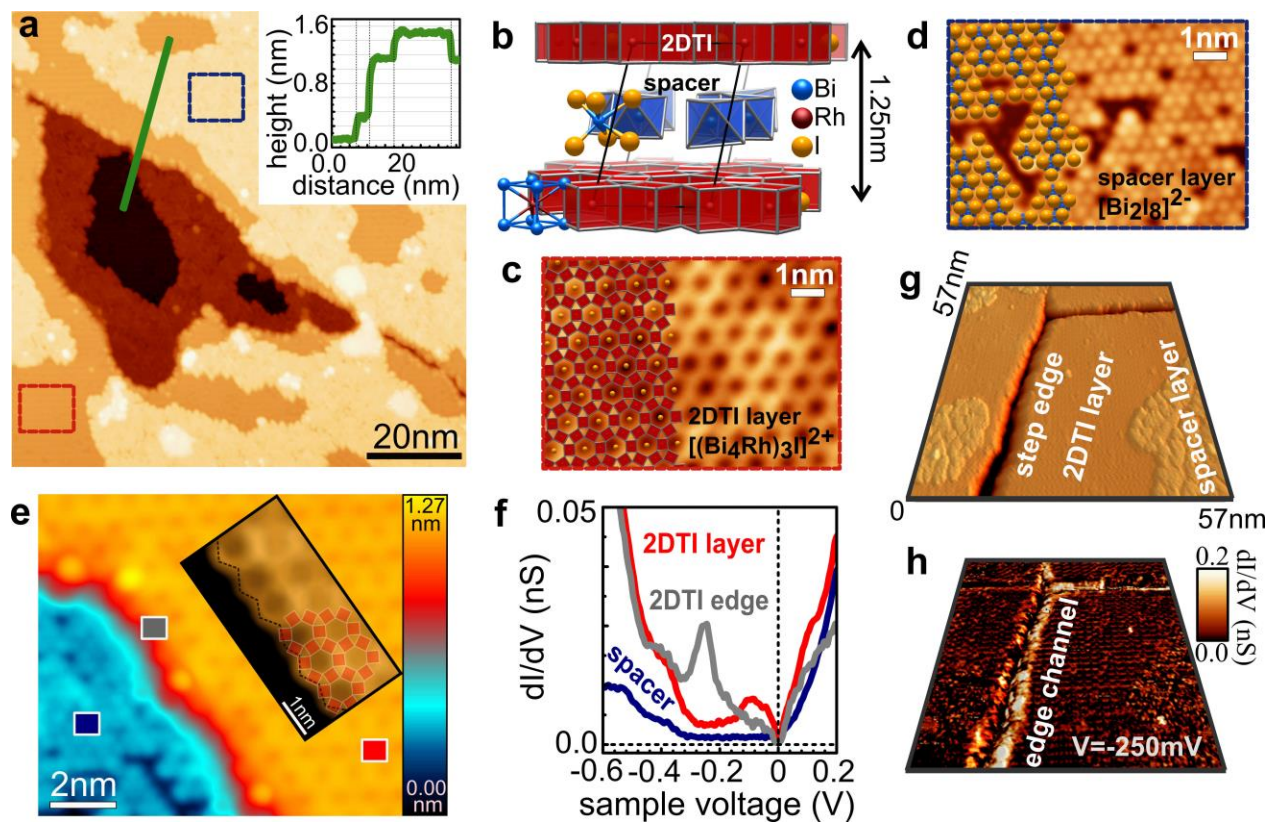 a
height (nm)
1.6
1.2
0.8
0.4
0.0
0.0
20
distance (nm)
20nm
b
2DTI
spacer
Bi
Rh
I
1.25nm
c
1nm
2DTI layer
[(Bi4Rh)3I]2+
d
1nm
spacer layer
[Bi2I8]2-
e
1.27
nm
0.00
nm
1nm
2nm
f
0.05
0.0
dI/dV (nS)
2DTI layer
2DTI edge
spacer
-0.6 -0.4 -0.2 0 0.2
sample voltage (V)
g
57nm
step edge
2DTI layer
spacer layer
0
57nm
h
0.2
0.0
dI/dV (nS)
edge channel
V=-250mV